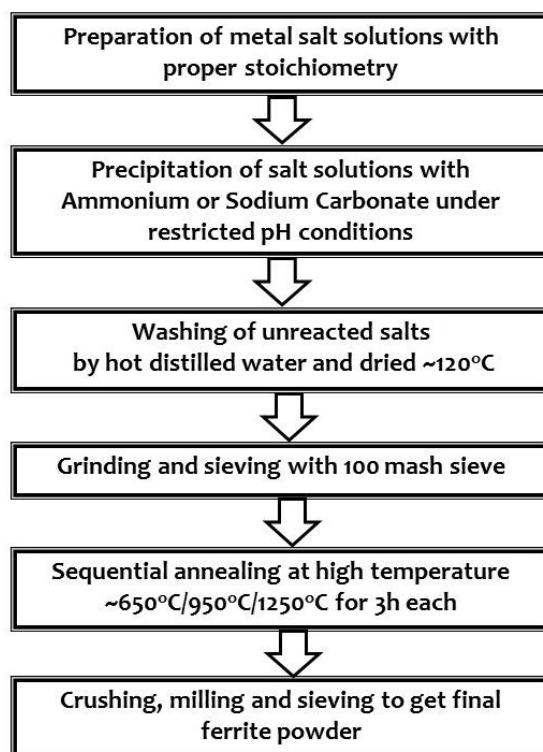 Preparation of metal salt solutions with
proper stoichiometry
Precipitation of salt solutions with
Ammonium or Sodium Carbonate under
restricted pH conditions
Washing of unreacted salts
by hot distilled water and dried ~120°C
Grinding and sieving with 100 mash sieve
Sequential annealing at high temperature
~650°C/950°C/1250°C for 3h each
Crushing, milling and sieving to get final
ferrite powder